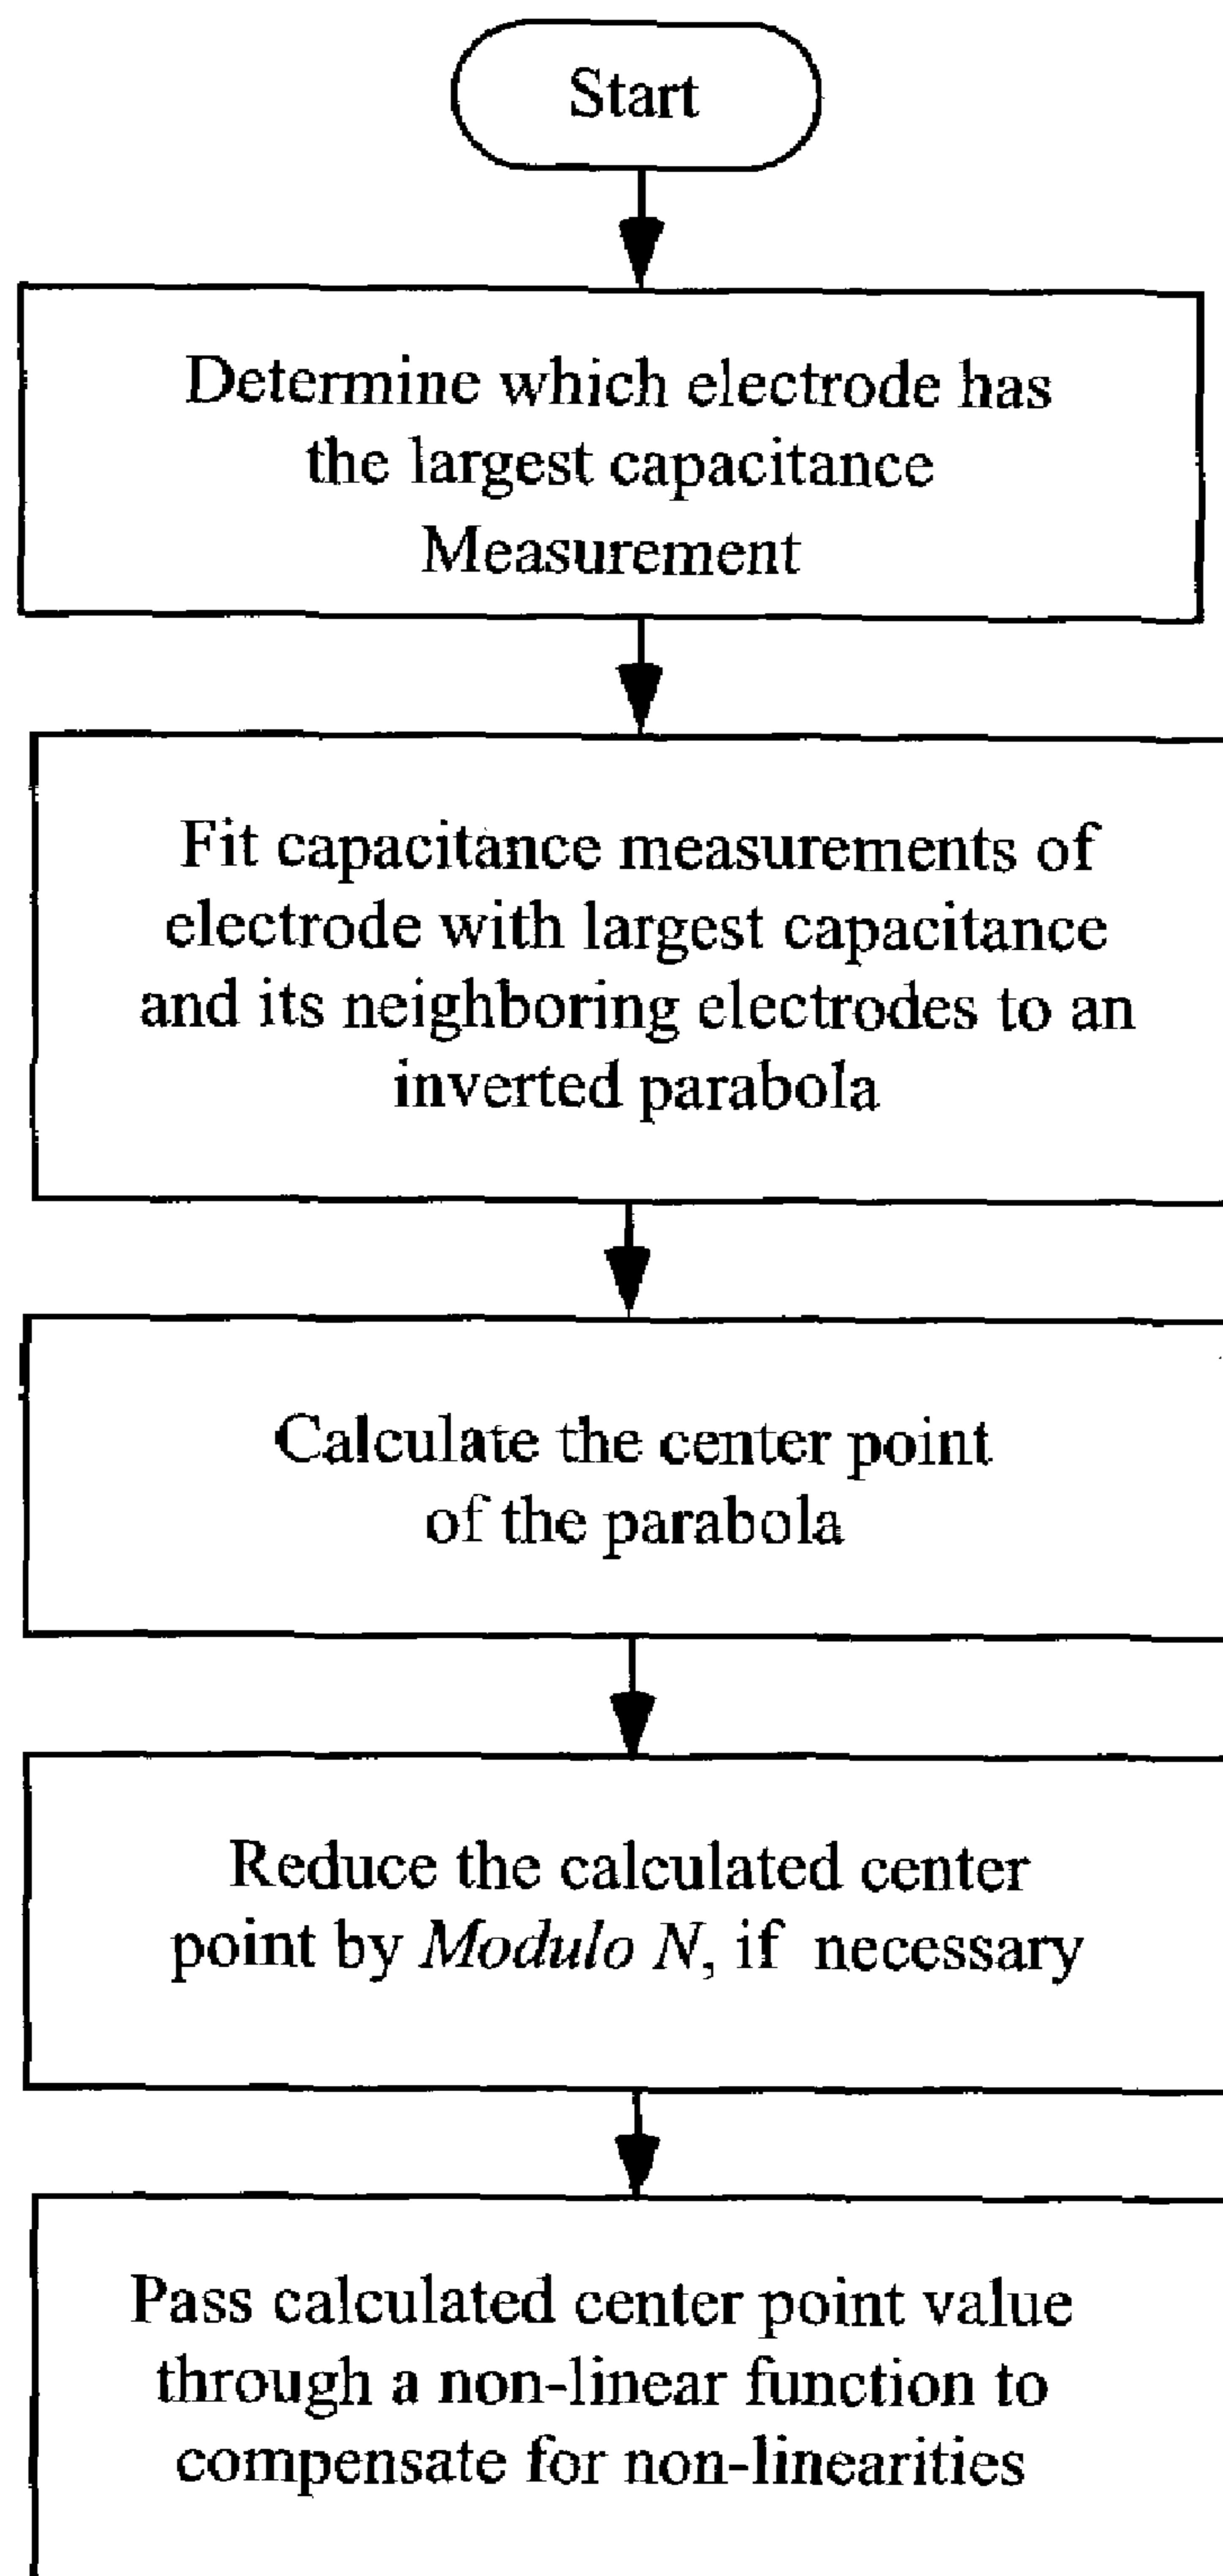 Start
Determine which electrode has
the largest capacitance
Measurement
Fit capacitance measurements of
electrode with largest capacitance
and its neighboring electrodes to an
inverted parabola
Calculate the center point
of the parabola
Reduce the calculated center
point by Modulo N, if necessary
Pass calculated center point value
through a non-linear function to
compensate for non-linearities